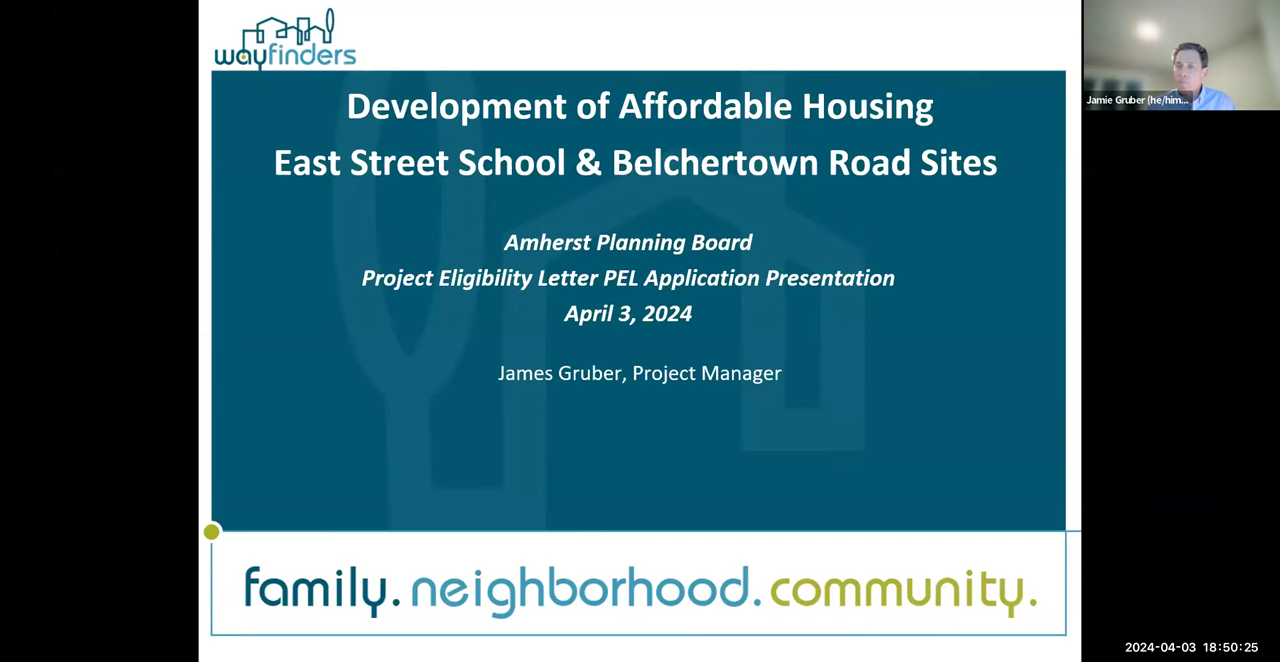 wayfinders
Development of Affordable Housing
East Street School & Belchertown Road Sites
Amherst Planning Board
Project Eligibility Letter PEL Application Presentation
April 3, 2024
James Gruber, Project Manager
family. neighborhood. community.
Jamie Gruber (he/him...
2024-04-03 18:50:25